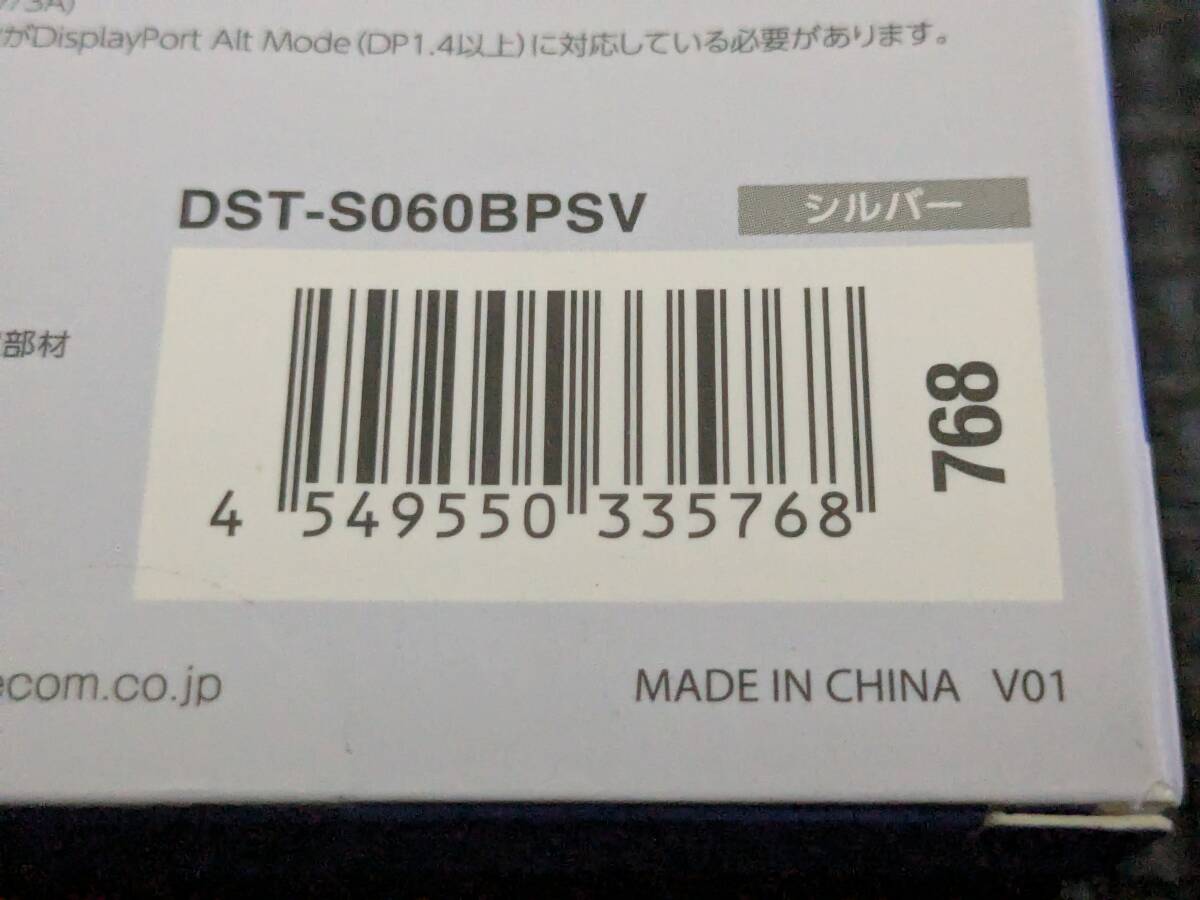 /3A)
がDisplayPort Alt Mode (DP1.4以上)に対応している必要があります。
DST-S060BPSV
シルバー
部材
768
4 549550 335768
ecom.co.jp
MADE IN CHINA V01